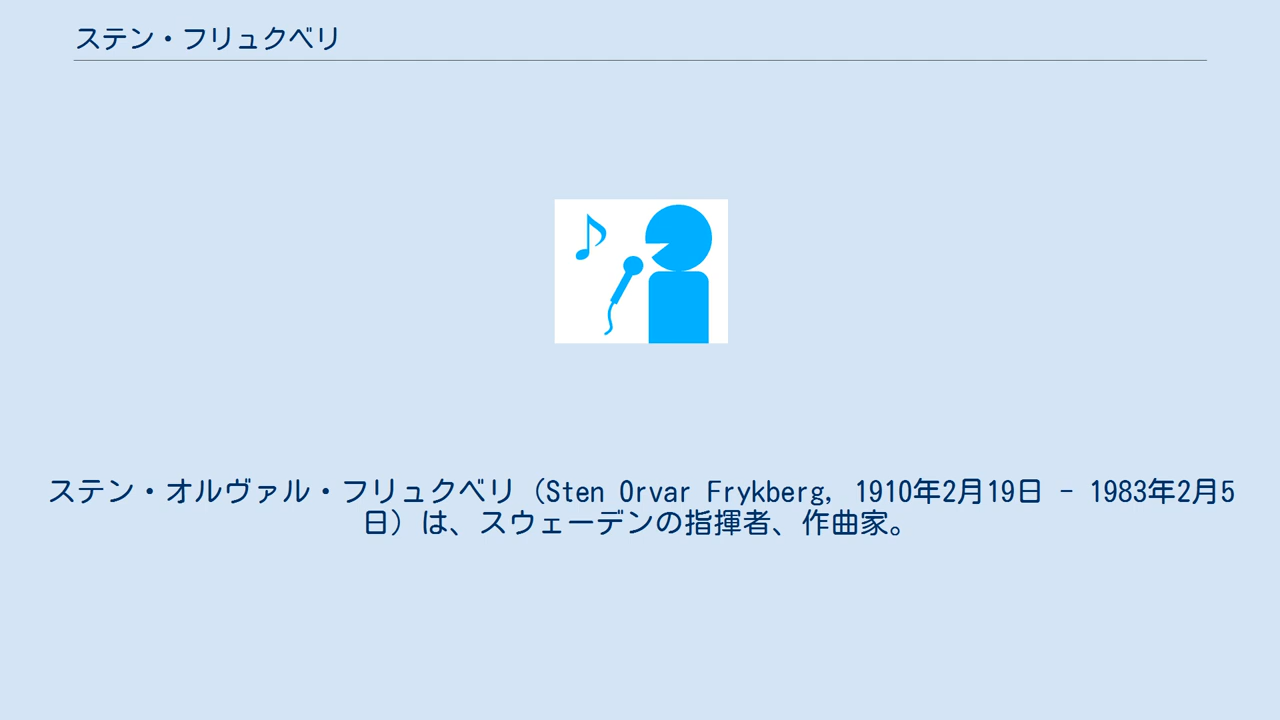 ステン・フリュクベリ
ステン・オルヴァル・フリュクベリ（Sten Orvar Frykberg, 1910年2月19日 - 1983年2月5
日）は、スウェーデンの指揮者、作曲家。